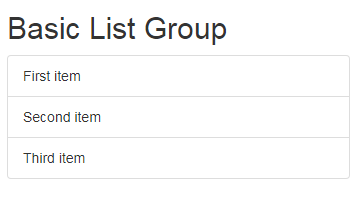 Basic List Group
First item
Second item
Third item